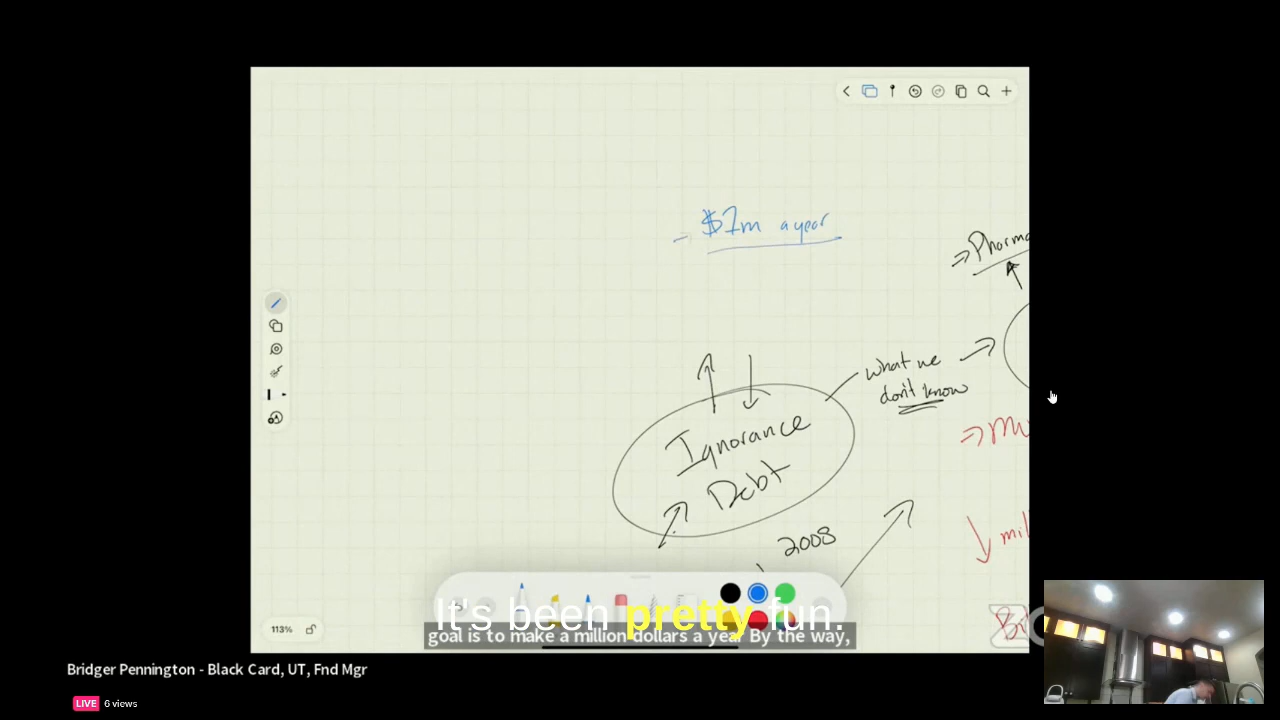 $1m a year
Pharma
what we
don't know
Ignorance
Debt
2008
It's been pretty fun.
113%
goal is to make a million dollars a year By the way,
Bridger Pennington - Black Card, UT, Fnd Mgr
LIVE 6 views